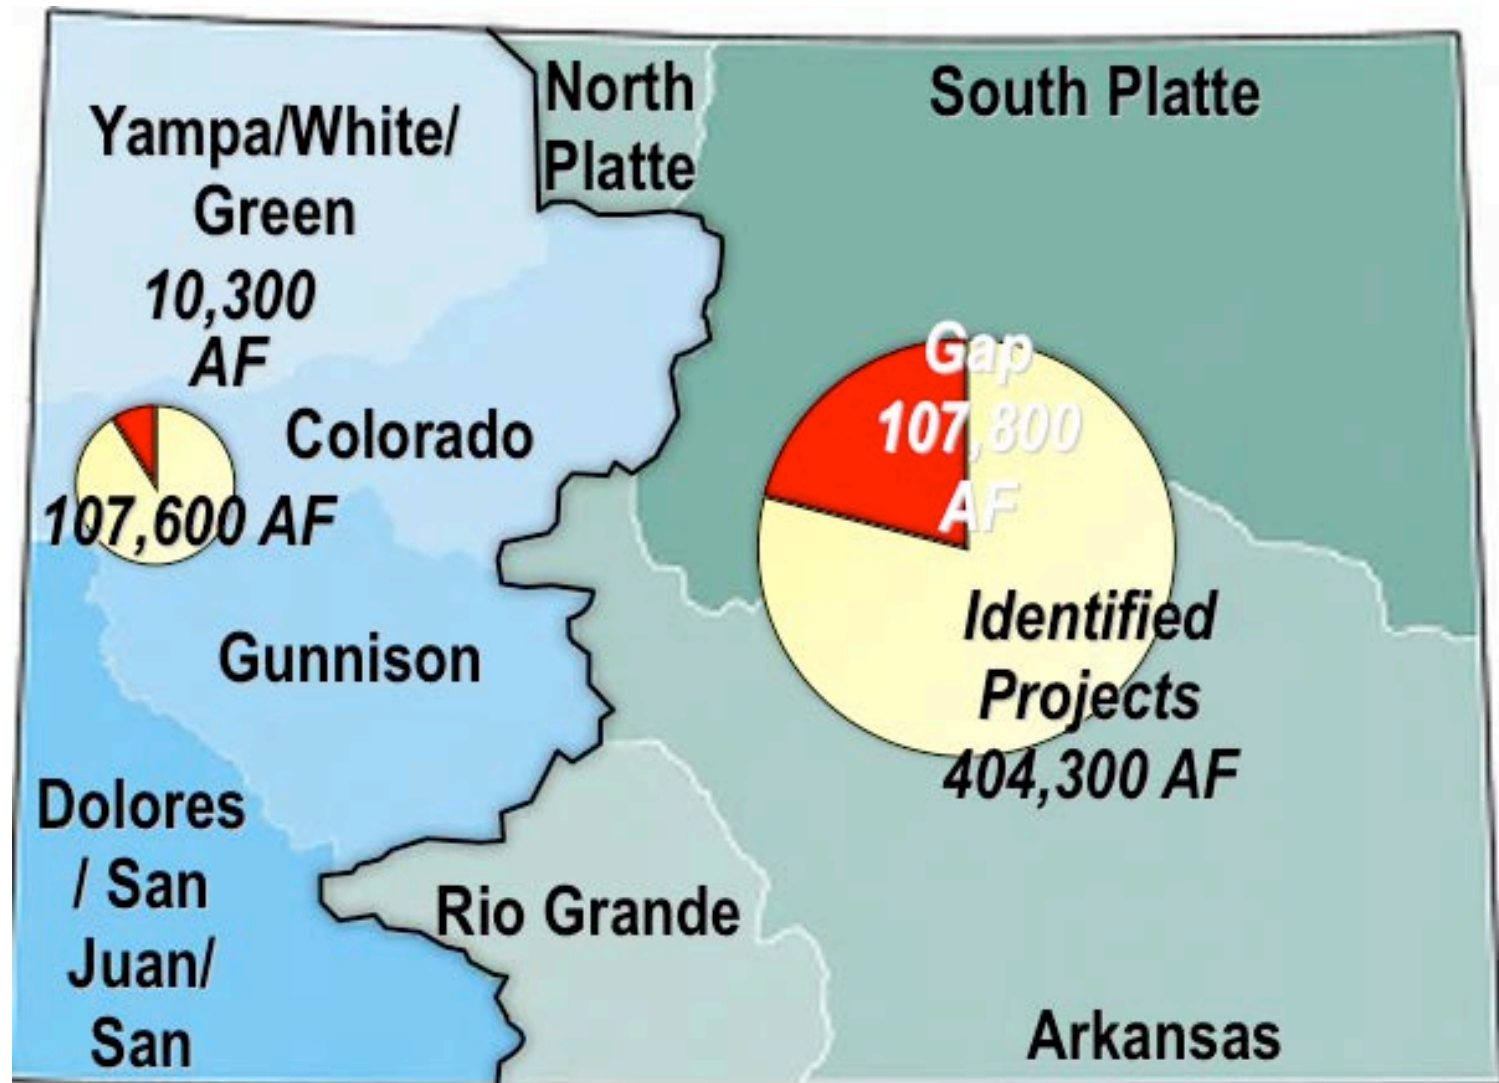 Yampa/White/
Green
10,300
AF
107,600 AF
Colorado
Gunnison
Dolores
/ San
Juan/
San
North
Platte
South Platte
Gap
107,800
AF
Identified
Projects
404,300 AF
Rio Grande
Arkansas